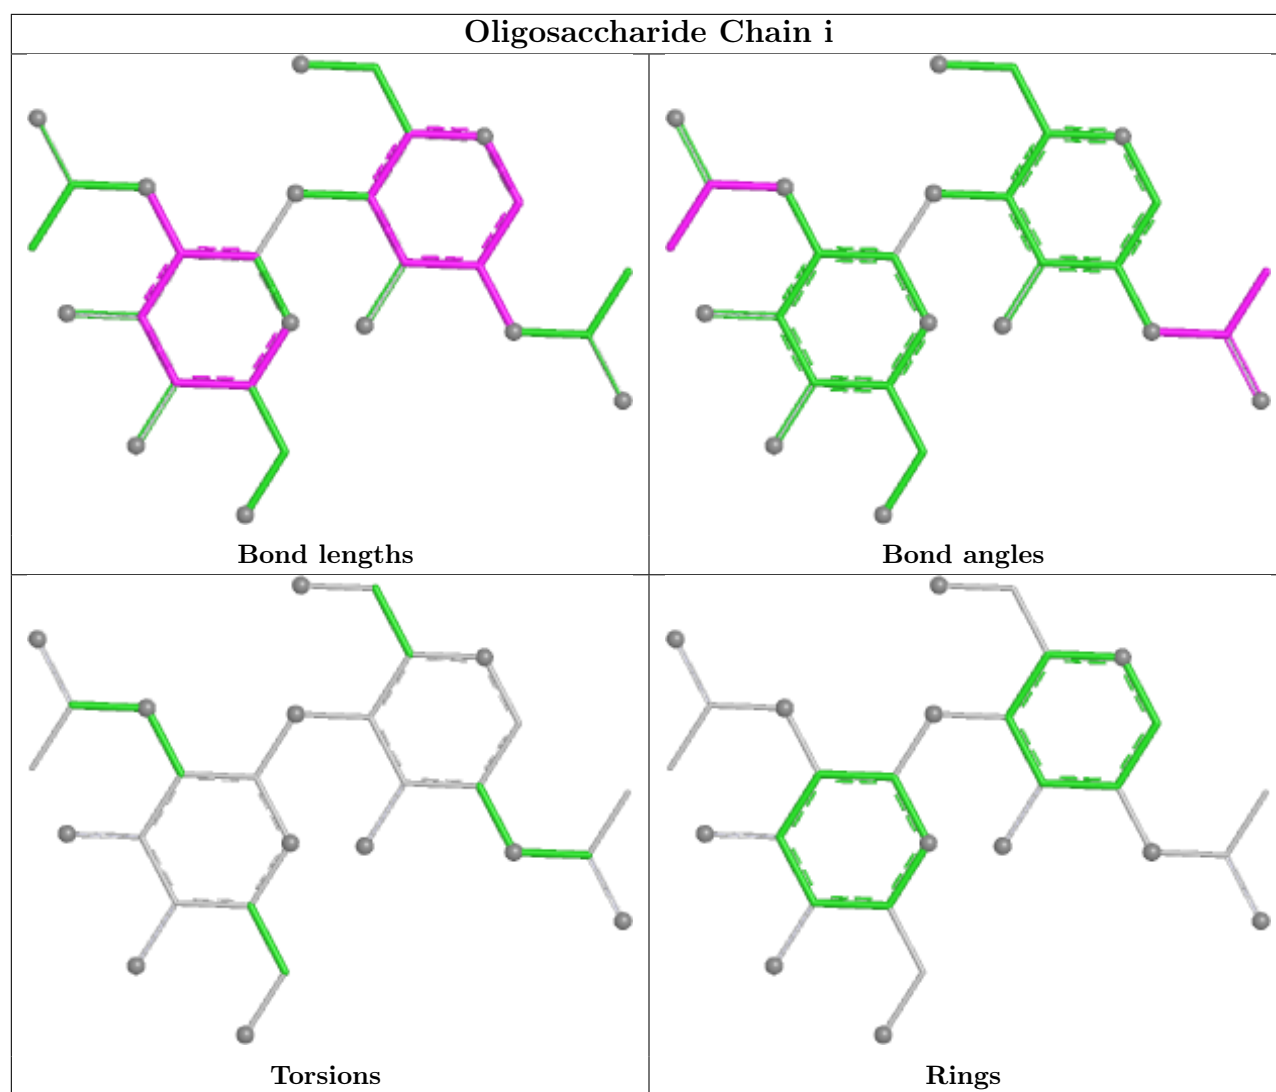 Oligosaccharide Chain i
Bond lengths
Bond angles
Torsions
Rings